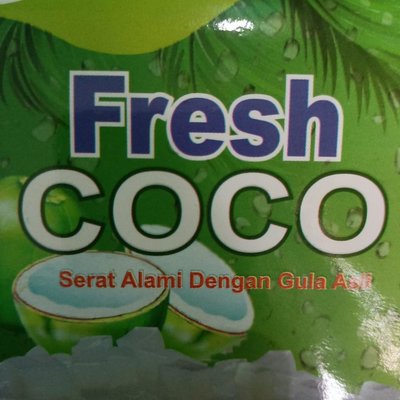 Fresh
COCO
Serat Alami Dengan Gula Asli